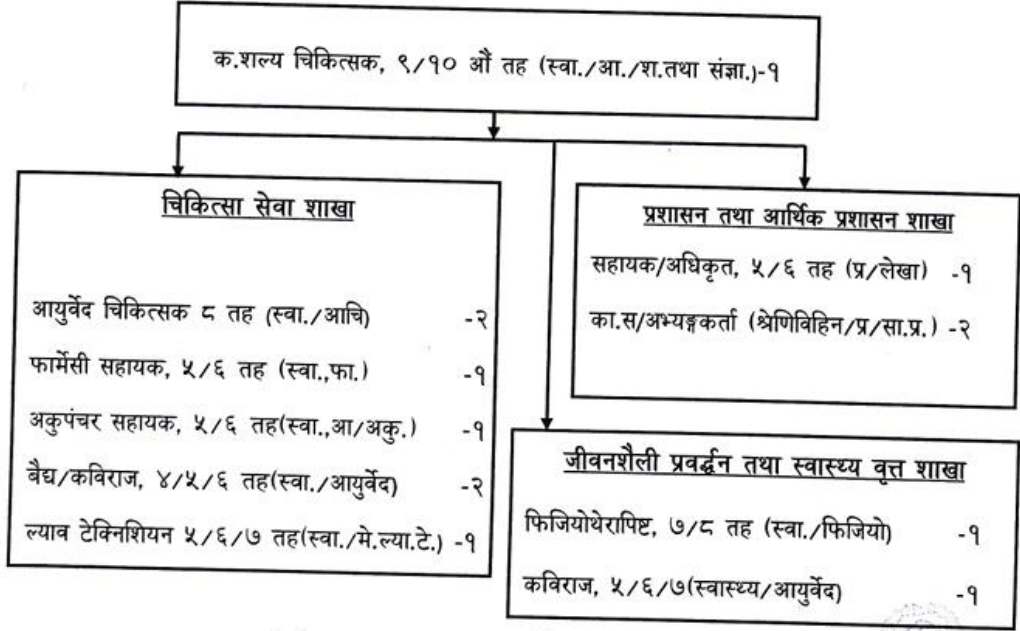 क.शल्य चिकित्सक, ९/१० औं तह (स्वा./आ./श.तथा संज्ञा.)-१
चिकित्सा सेवा शाखा
आयुर्वेद चिकित्सक ८ तह (स्वा./आचि) -२
फार्मेसी सहायक, ५/६ तह (स्वा.,फा.) -१
अकुपंचर सहायक, ५/६ तह(स्वा.,आ/अकु.) -१
बैद्य/कविराज, ४/५/६ तह(स्वा./आयुर्वेद) -२
ल्याव टेक्निशियन ५/६/७ तह(स्वा./मे.ल्या.टे.) -१
प्रशासन तथा आर्थिक प्रशासन शाखा
सहायक/अधिकृत, ५/६ तह (प्र/लेखा) -१
का.स/अभ्यङ्गकर्ता (श्रेणिविहिन/प्र/सा.प्र.) -२
जीवनशैली प्रवर्द्धन तथा स्वास्थ्य वृत्त शाखा
फिजियोथेरापिष्ट, ७/८ तह (स्वा./फिजियो) -१
कविराज, ५/६/७(स्वास्थ्य/आयुर्वेद) -१